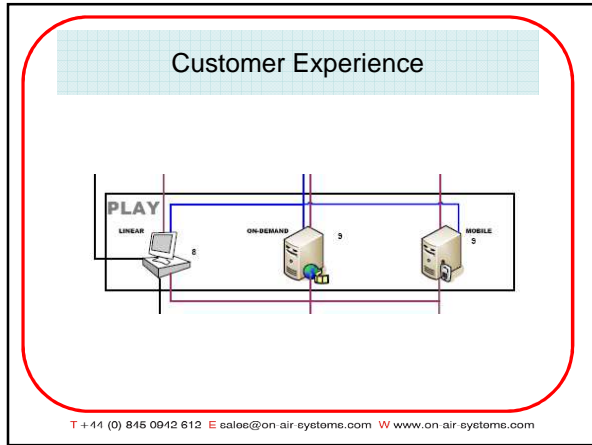 Customer Experience
PLAY
LINEAR
8
ON-DEMAND
9
MOBILE
9
T +44 (0) 845 0942 612 E sales@on-air-systems.com W www.on-air-systems.com